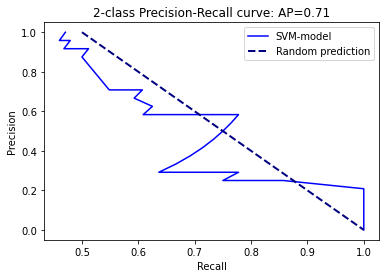 2-class Precision-Recall curve: AP=0.71
SVM-model
Random prediction
Precision
1.0
0.8
0.6
0.4
0.2
0.0
0.5
0.6
0.7
0.8
0.9
1.0
Recall